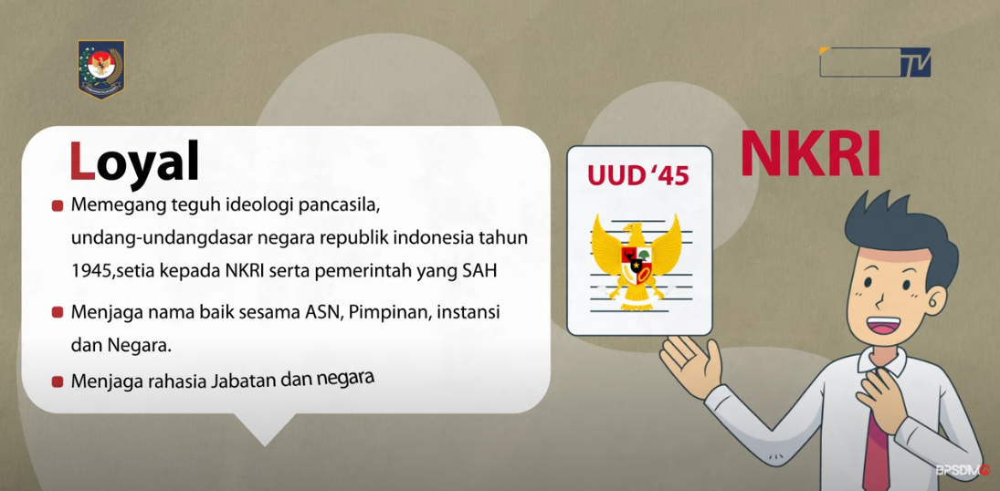 TV
NKRI
Loyal
UUD ‘45
Memegang teguh ideologi pancasila,
undang-undangdasar negara republik indonesia tahun
1945,setia kepada NKRI serta pemerintah yang SAH
Menjaga nama baik sesama ASN, Pimpinan, instansi
dan Negara.
Menjaga rahasia Jabatan dan negara
BPSDM